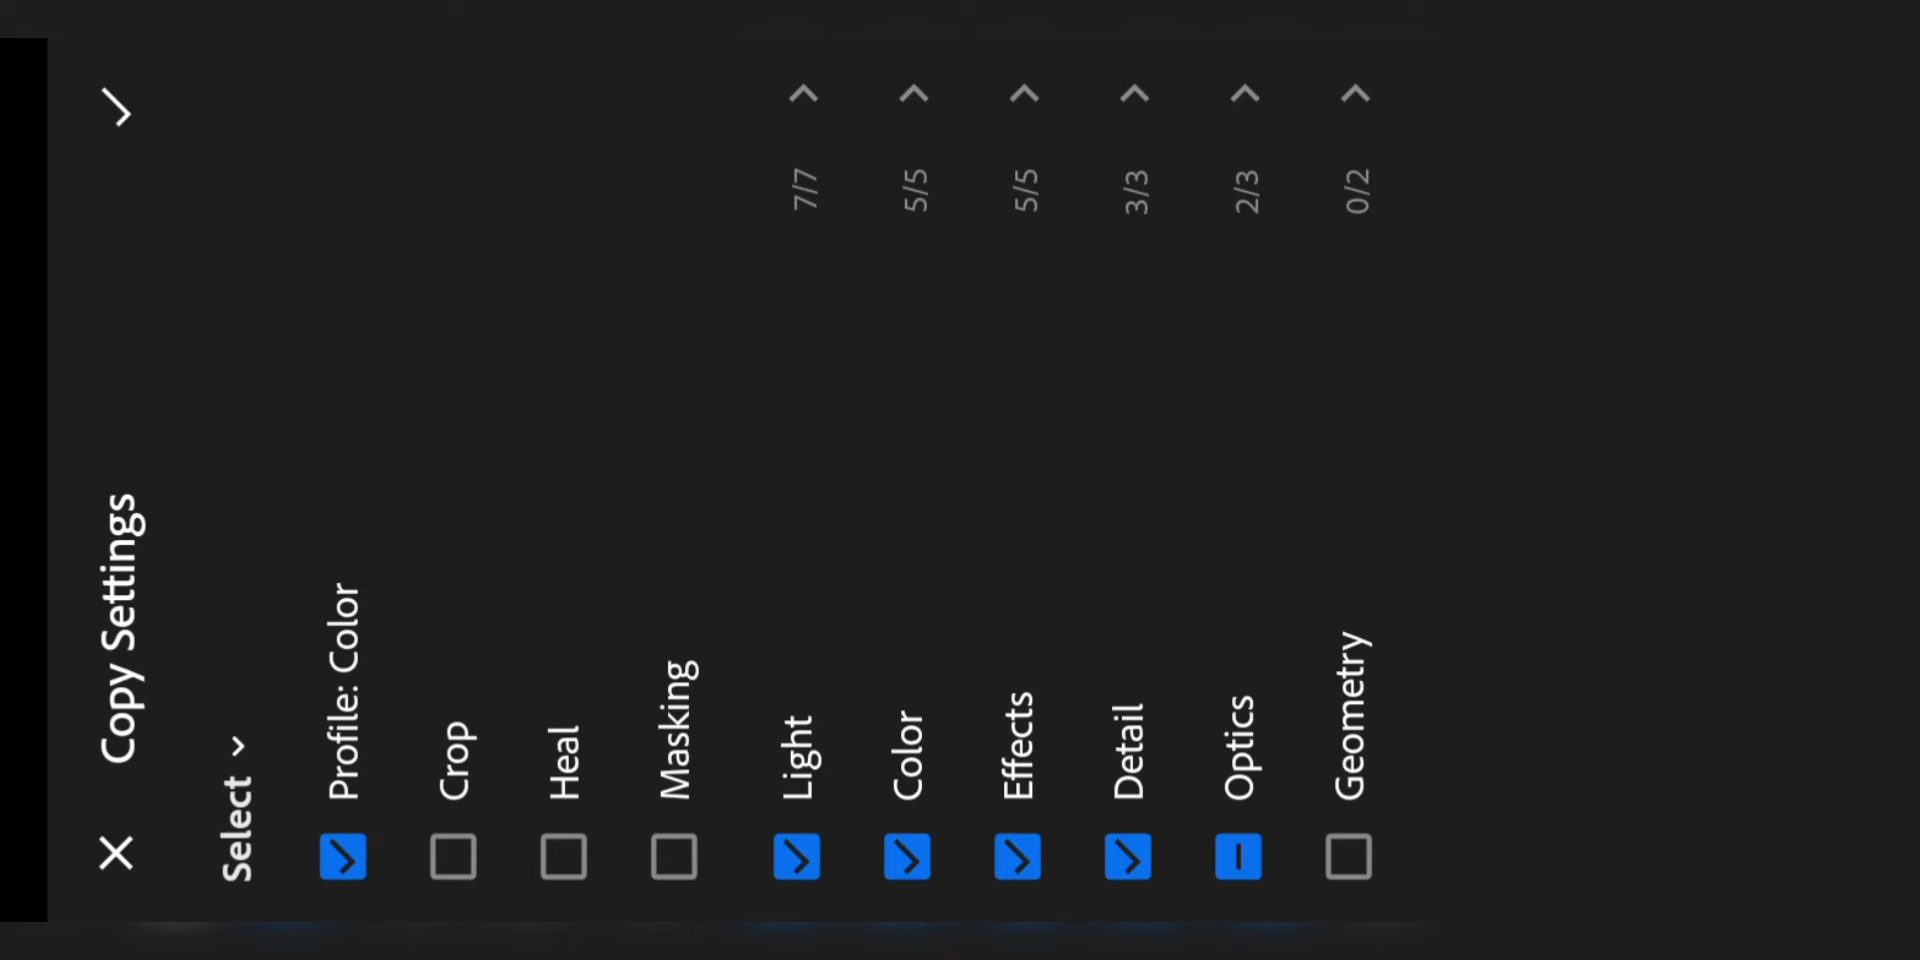 Copy Settings
Select
Profile: Color
Crop
Heal
Masking
Light 7/7
Color 5/5
Effects 5/5
Detail 3/3
Optics 2/3
Geometry 0/2